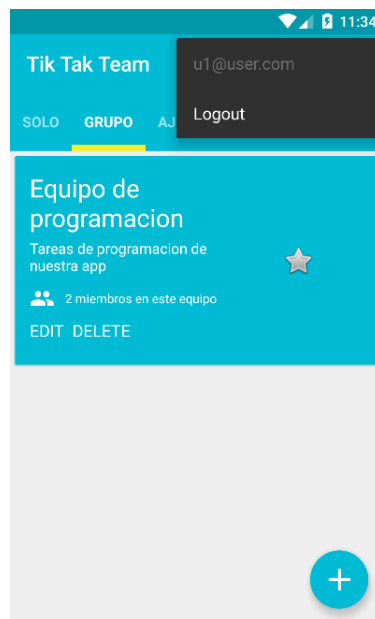 11:34
Tik Tak Team
u1@user.com
Logout
SOLO GRUPO AJ
Equipo de
programacion
Tareas de programacion de
nuestra app
2 miembros en este equipo
EDIT DELETE